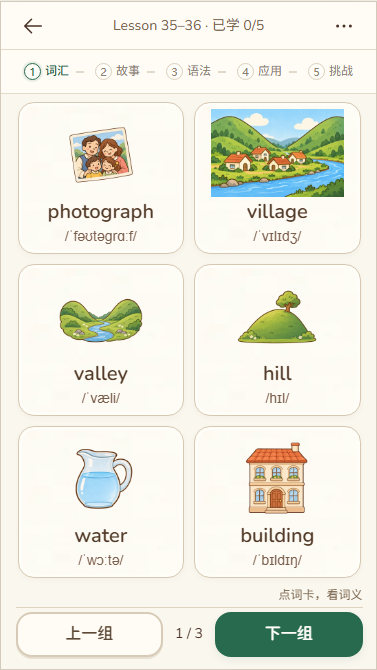 Lesson 35–36 · 已学 0/5
1 词汇 – 2 故事 – 3 语法 – 4 应用 – 5 挑战
photograph
/ˈfəʊtəɡrɑːf/
village
/ˈvɪlɪdʒ/
valley
/ˈvæli/
hill
/hɪl/
water
/ˈwɔːtə/
building
/ˈbɪldɪŋ/
点词卡，看词义
上一组
1 / 3
下一组